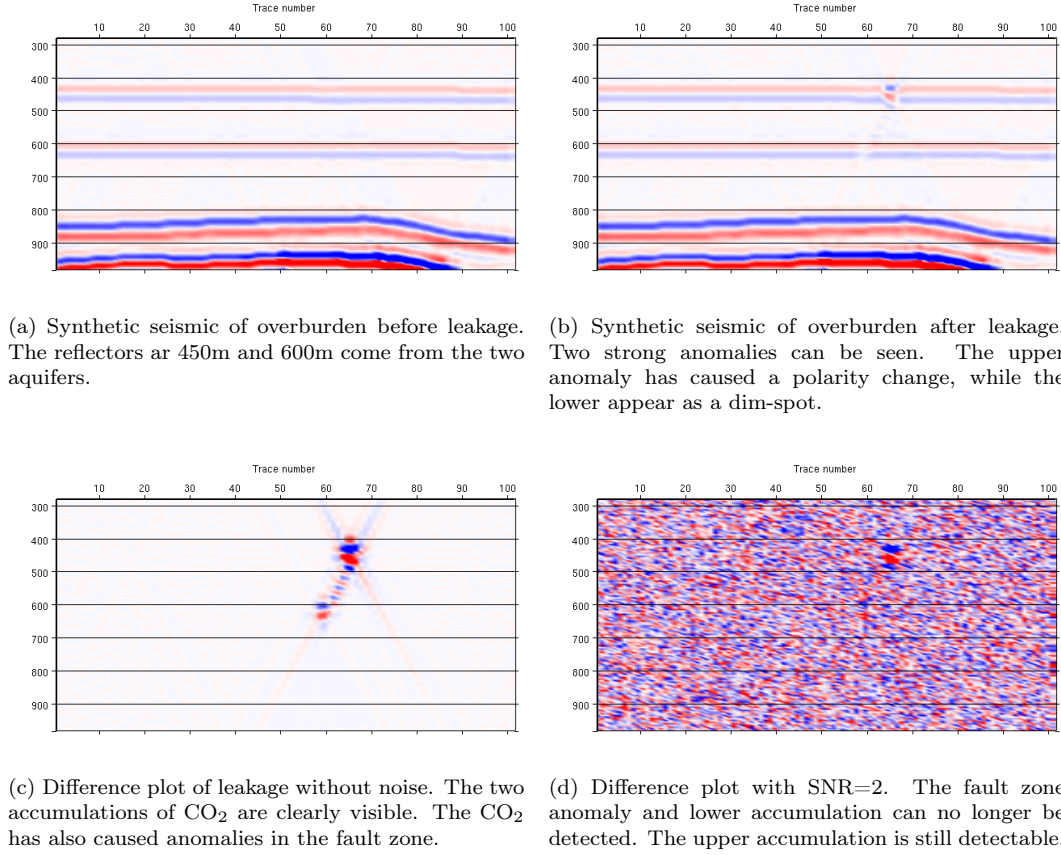 Trace number
10 20 30 40 50 60 70 80 90 100
300
400
500
600
700
800
900
(a) Synthetic seismic of overburden before leakage.
The reflectors ar 450m and 600m come from the two
aquifers.
Trace number
10 20 30 40 50 60 70 80 90 100
300
400
500
600
700
800
900
(b) Synthetic seismic of overburden after leakage.
Two strong anomalies can be seen. The upper
anomaly has caused a polarity change, while the
lower appear as a dim-spot.
Trace number
10 20 30 40 50 60 70 80 90 100
300
400
500
600
700
800
900
(c) Difference plot of leakage without noise. The two
accumulations of CO₂ are clearly visible. The CO₂
has also caused anomalies in the fault zone.
Trace number
10 20 30 40 50 60 70 80 90 100
300
400
500
600
700
800
900
(d) Difference plot with SNR=2. The fault zone
anomaly and lower accumulation can no longer be
detected. The upper accumulation is still detectable.